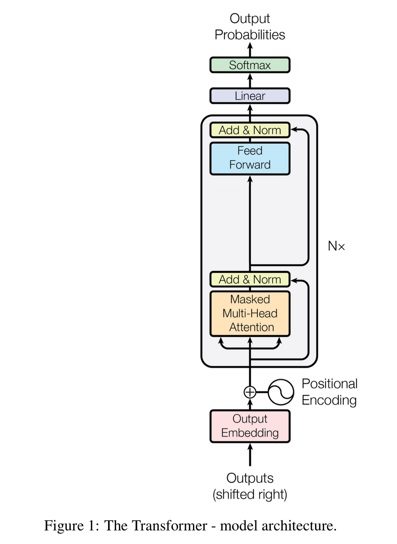 Output
Probabilities
Softmax
Linear
Add & Norm
Feed
Forward
N×
Add & Norm
Masked
Multi-Head
Attention
Positional
Encoding
Output
Embedding
Outputs
(shifted right)
Figure 1: The Transformer - model architecture.